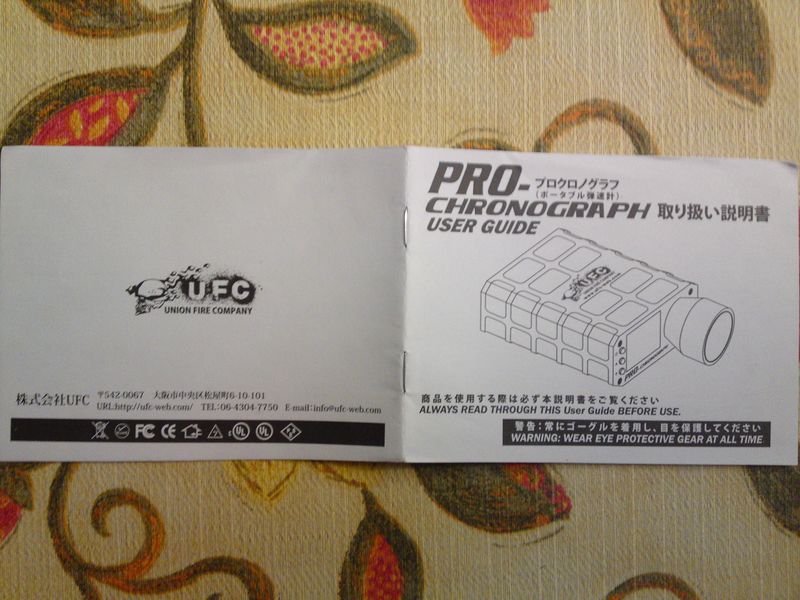 UFC
UNION FIRE COMPANY
株式会社UFC
〒542-0067 大阪市中央区松屋町6-10-101
URL:http://ufc-web.com/ TEL:06-4304-7750 E-mail:info@ufc-web.com
FC CE UL UL
PRO-
プロクロノグラフ
(ポータブル弾速計)
CHRONOGRAPH 取り扱い説明書
USER GUIDE
UFC
PRO-CHRONOGRAPH
商品を使用する際は必ず本説明書をご覧ください
ALWAYS READ THROUGH THIS User Guide BEFORE USE.
警告:常にゴーグルを着用し、目を保護してください
WARNING: WEAR EYE PROTECTIVE GEAR AT ALL TIME